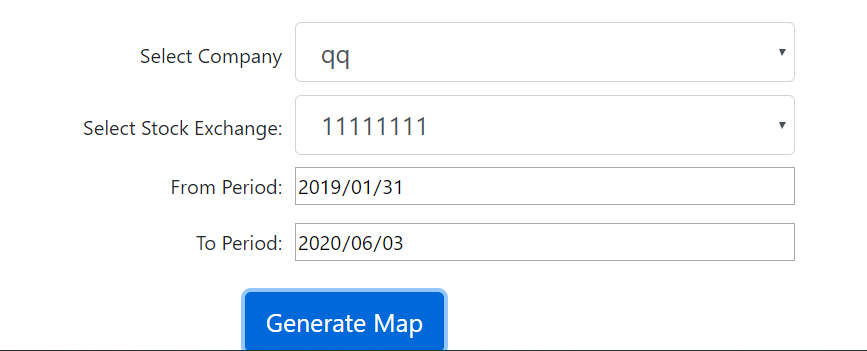 Select Company qq
Select Stock Exchange: 11111111
From Period: 2019/01/31
To Period: 2020/06/03
Generate Map